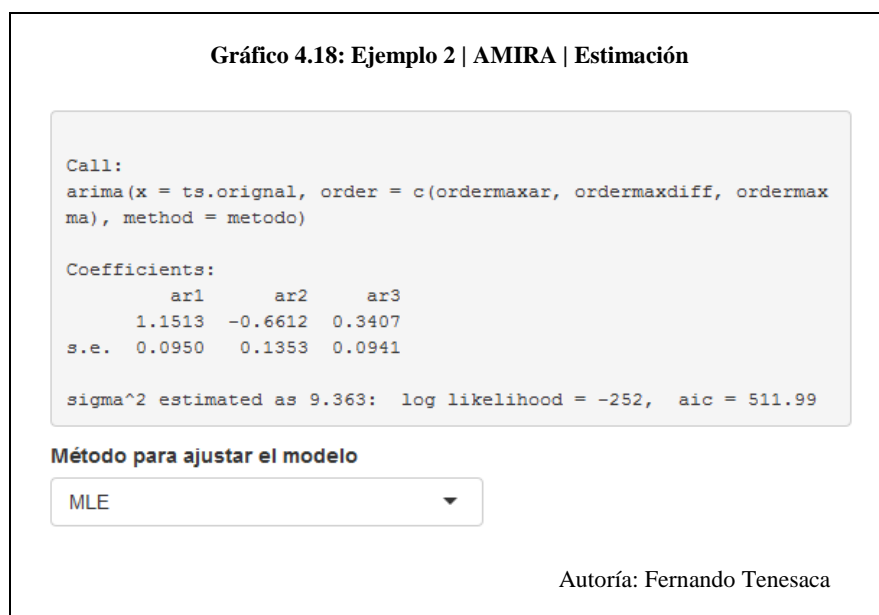 Gráfico 4.18: Ejemplo 2 | AMIRA | Estimación
Call:
arima(x = ts.orignal, order = c(ordermaxar, ordermaxdiff, ordermax
ma), method = metodo)
Coefficients:
ar1 ar2 ar3
1.1513 -0.6612 0.3407
s.e. 0.0950 0.1353 0.0941
sigma^2 estimated as 9.363: log likelihood = -252, aic = 511.99
Método para ajustar el modelo
MLE
Autoría: Fernando Tenesaca